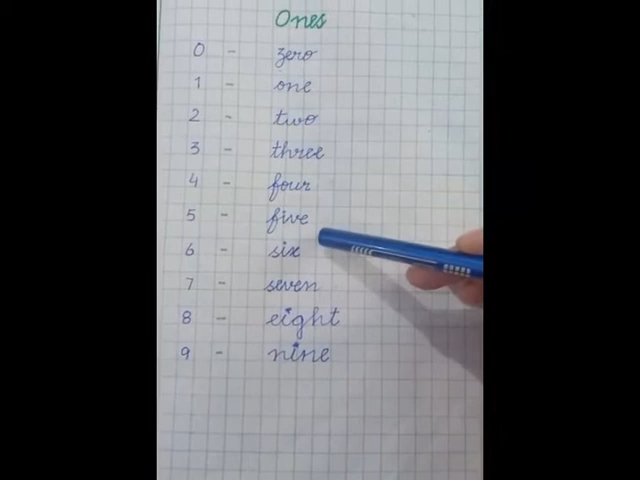 Ones
0 - zero
1 - one
2 - two
3 - three
4 - four
5 - five
6 - six
7 - seven
8 - eight
9 - nine